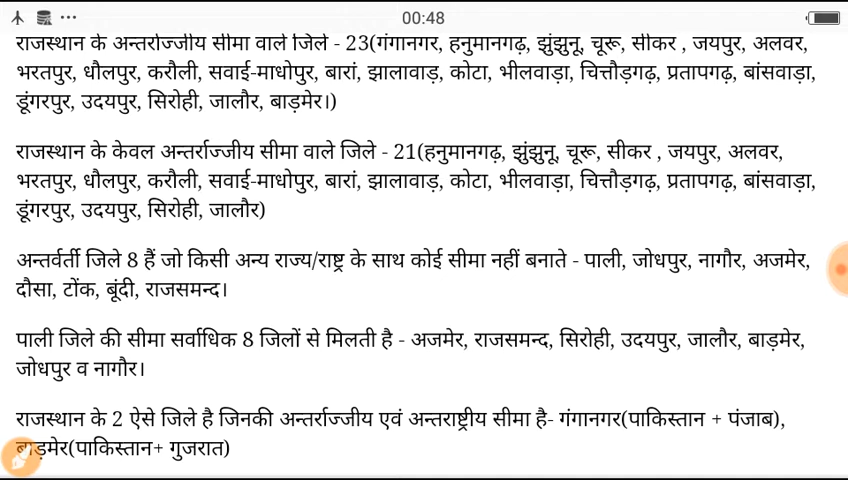 00:48
राजस्थान के अन्तर्राज्जीय सीमा वाले जिले - 23(गंगानगर, हनुमानगढ़, झुंझुनू, चूरू, सीकर , जयपुर, अलवर,
भरतपुर, धौलपुर, करौली, सवाई-माधोपुर, बारां, झालावाड़, कोटा, भीलवाड़ा, चित्तौड़गढ़, प्रतापगढ़, बांसवाड़ा,
डूंगरपुर, उदयपुर, सिरोही, जालौर, बाड़मेर।)
राजस्थान के केवल अन्तर्राज्जीय सीमा वाले जिले - 21(हनुमानगढ़, झुंझुनू, चूरू, सीकर , जयपुर, अलवर,
भरतपुर, धौलपुर, करौली, सवाई-माधोपुर, बारां, झालावाड़, कोटा, भीलवाड़ा, चित्तौड़गढ़, प्रतापगढ़, बांसवाड़ा,
डूंगरपुर, उदयपुर, सिरोही, जालौर)
अन्तर्वर्ती जिले 8 हैं जो किसी अन्य राज्य/राष्ट्र के साथ कोई सीमा नहीं बनाते - पाली, जोधपुर, नागौर, अजमेर,
दौसा, टोंक, बूंदी, राजसमन्द।
पाली जिले की सीमा सर्वाधिक 8 जिलों से मिलती है - अजमेर, राजसमन्द, सिरोही, उदयपुर, जालौर, बाड़मेर,
जोधपुर व नागौर।
राजस्थान के 2 ऐसे जिले है जिनकी अन्तर्राज्जीय एवं अन्तराष्ट्रीय सीमा है- गंगानगर(पाकिस्तान + पंजाब),
बाड़मेर(पाकिस्तान+ गुजरात)